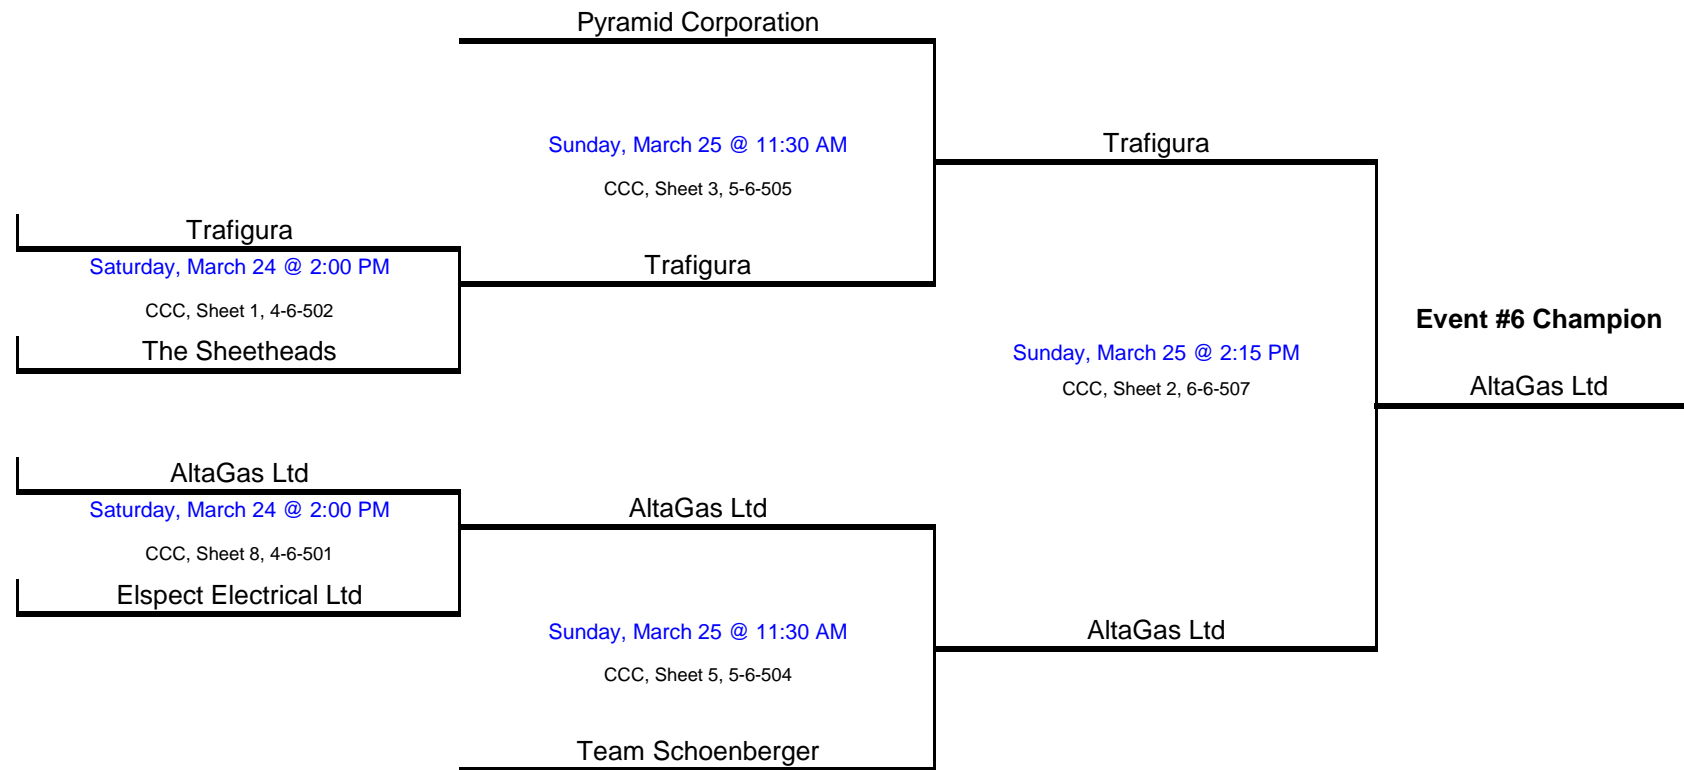 Pyramid Corporation
Sunday, March 25 @ 11:30 AM
Trafigura
CCC, Sheet 3, 5-6-505
Trafigura
Saturday, March 24 @ 2:00 PM
Trafigura
CCC, Sheet 1, 4-6-502
Event #6 Champion
The Sheetheads
Sunday, March 25 @ 2:15 PM
CCC, Sheet 2, 6-6-507
AltaGas Ltd
AltaGas Ltd
Saturday, March 24 @ 2:00 PM
AltaGas Ltd
CCC, Sheet 8, 4-6-501
Elspect Electrical Ltd
Sunday, March 25 @ 11:30 AM
AltaGas Ltd
CCC, Sheet 5, 5-6-504
Team Schoenberger